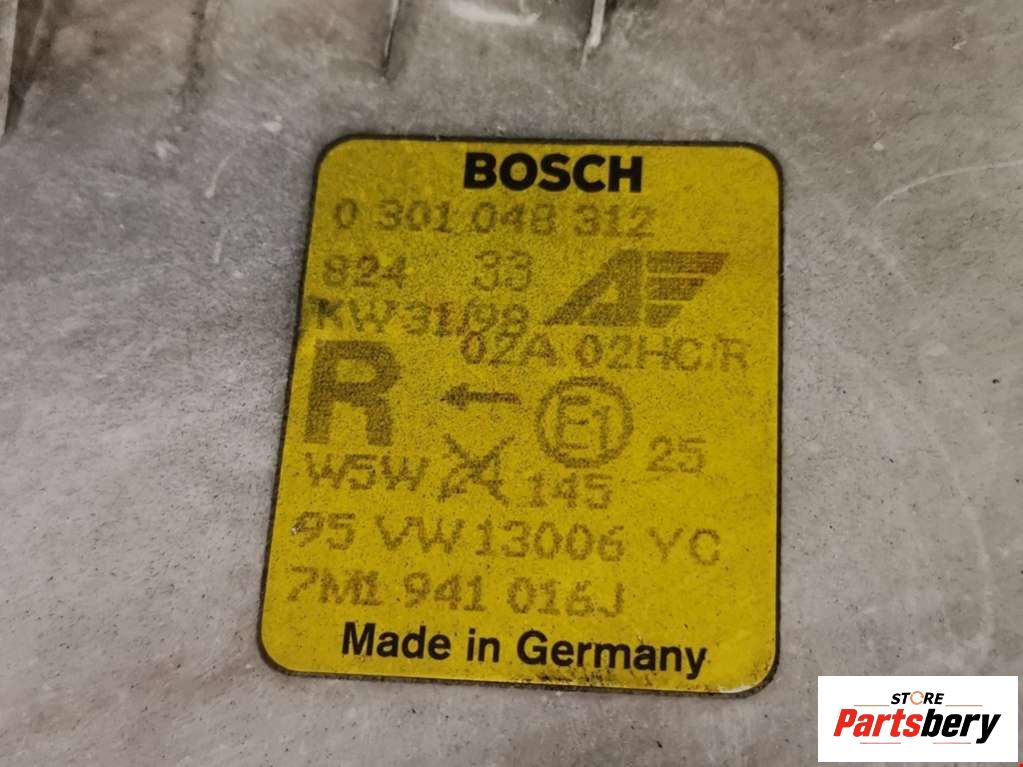 BOSCH
0 301 048 312
824 33
KW 31/98
02A 02HC/R
R
E1
25
W5W 24 145
95 VW 13006 YC
7M1 941 016J
Made in Germany
STORE
Partsbery